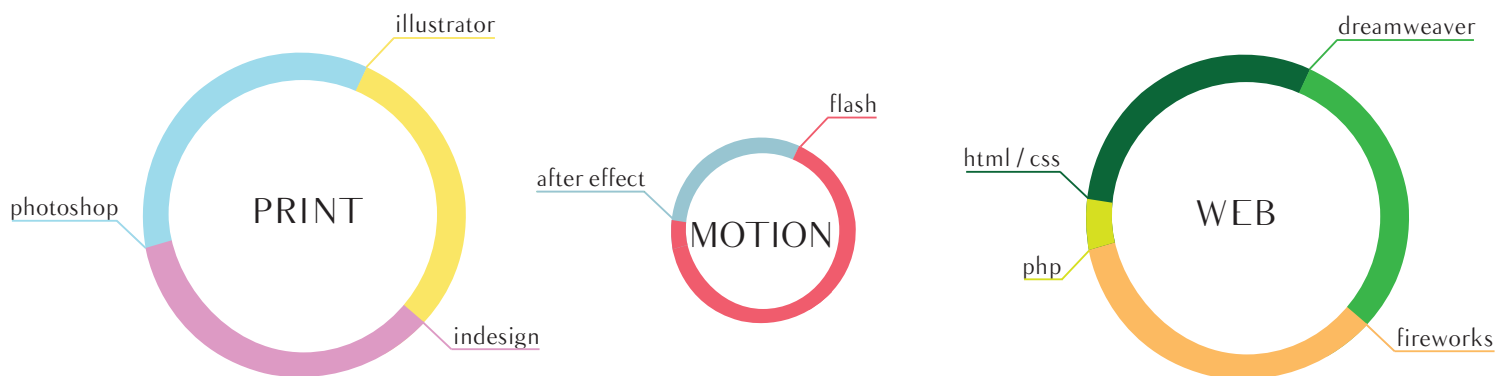 illustrator
photoshop
PRINT
indesign
flash
after effect
MOTION
dreamweaver
html / css
WEB
php
fireworks